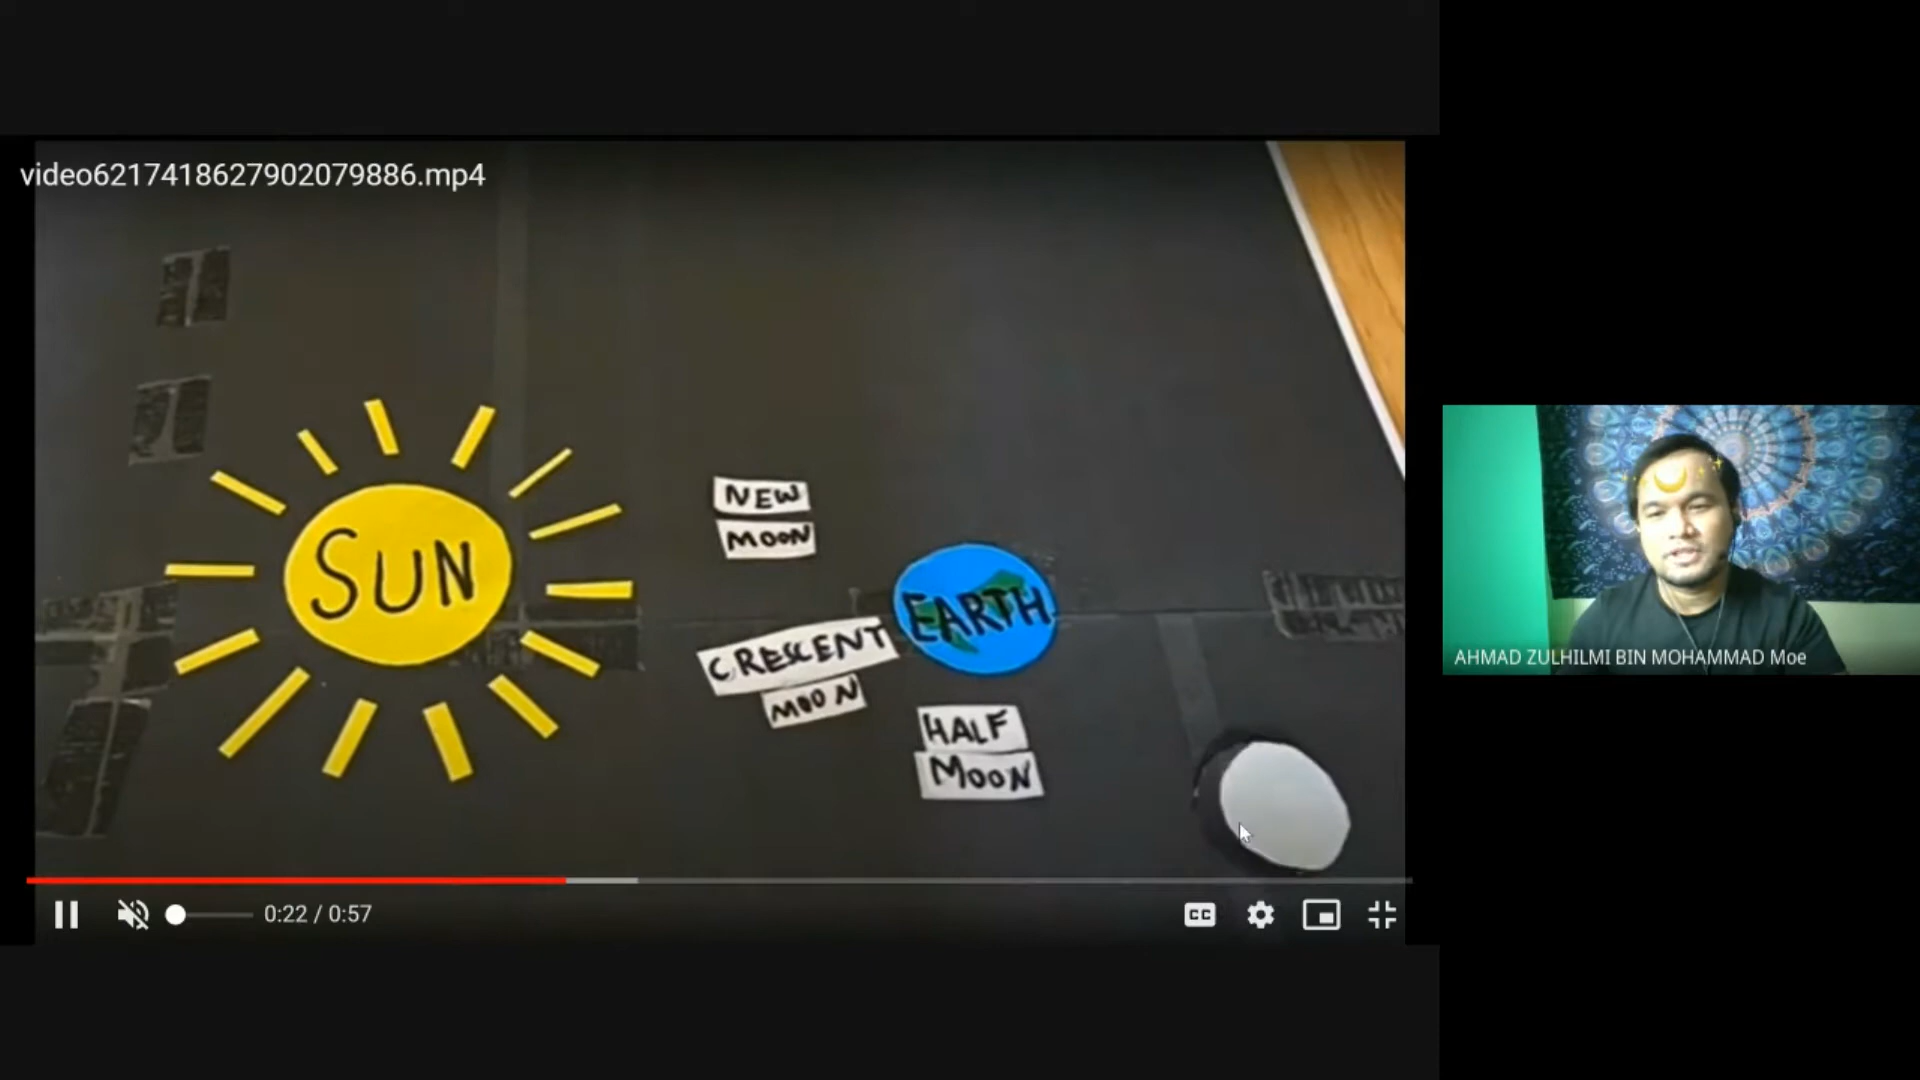 video6217418627902079886.mp4
SUN
NEW
MOON
EARTH
CRESCENT
MOON
HALF
MOON
0:22 / 0:57
CC
AHMAD ZULHILMI BIN MOHAMMAD Moe